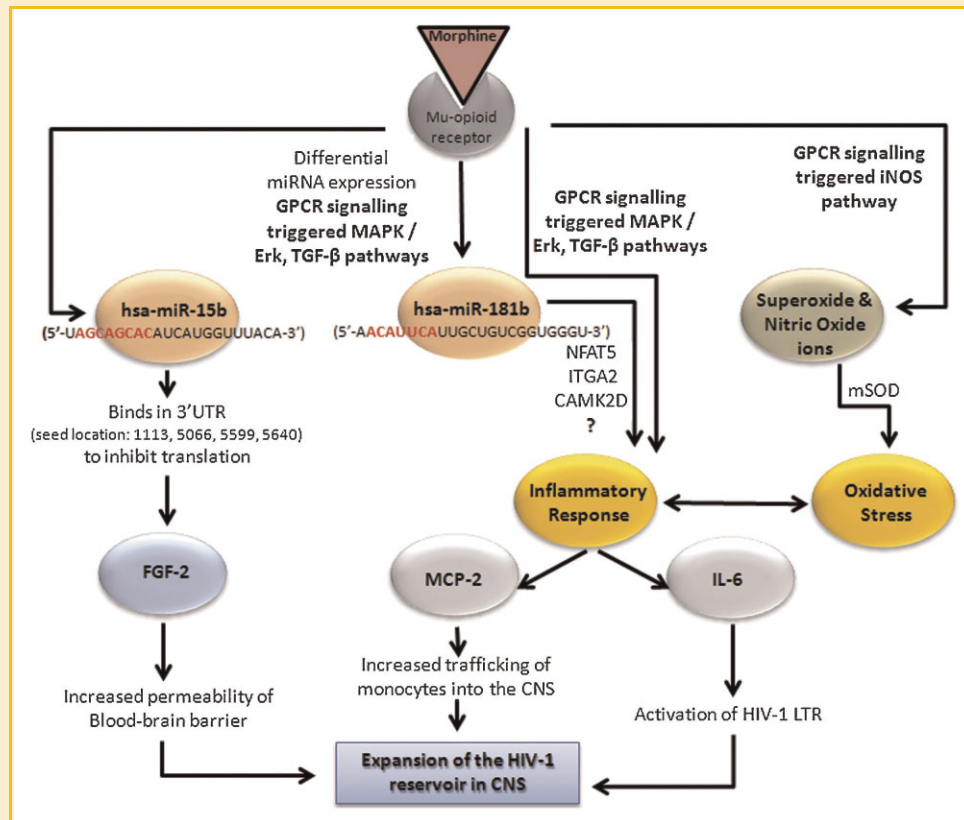 Morphine
Mu-opioid
receptor
Differential
miRNA expression
GPCR signalling
triggered MAPK /
Erk, TGF-β pathways
GPCR signalling
triggered MAPK /
Erk, TGF-β pathways
GPCR signalling
triggered iNOS
pathway
hsa-miR-15b
(5'-UAGCAGCACAUCAUGGUUUACA-3')
hsa-miR-181b
(5'-AACAUUCAUUGCUGUCGGUGGGU-3')
Superoxide &
Nitric Oxide
ions
NFAT5
ITGA2
CAMK2D
?
mSOD
Binds in 3'UTR
(seed location: 1113, 5066, 5599, 5640)
to inhibit translation
Inflammatory
Response
Oxidative
Stress
FGF-2
MCP-2
IL-6
Increased permeability of
Blood-brain barrier
Increased trafficking of
monocytes into the CNS
Activation of HIV-1 LTR
Expansion of the HIV-1
reservoir in CNS